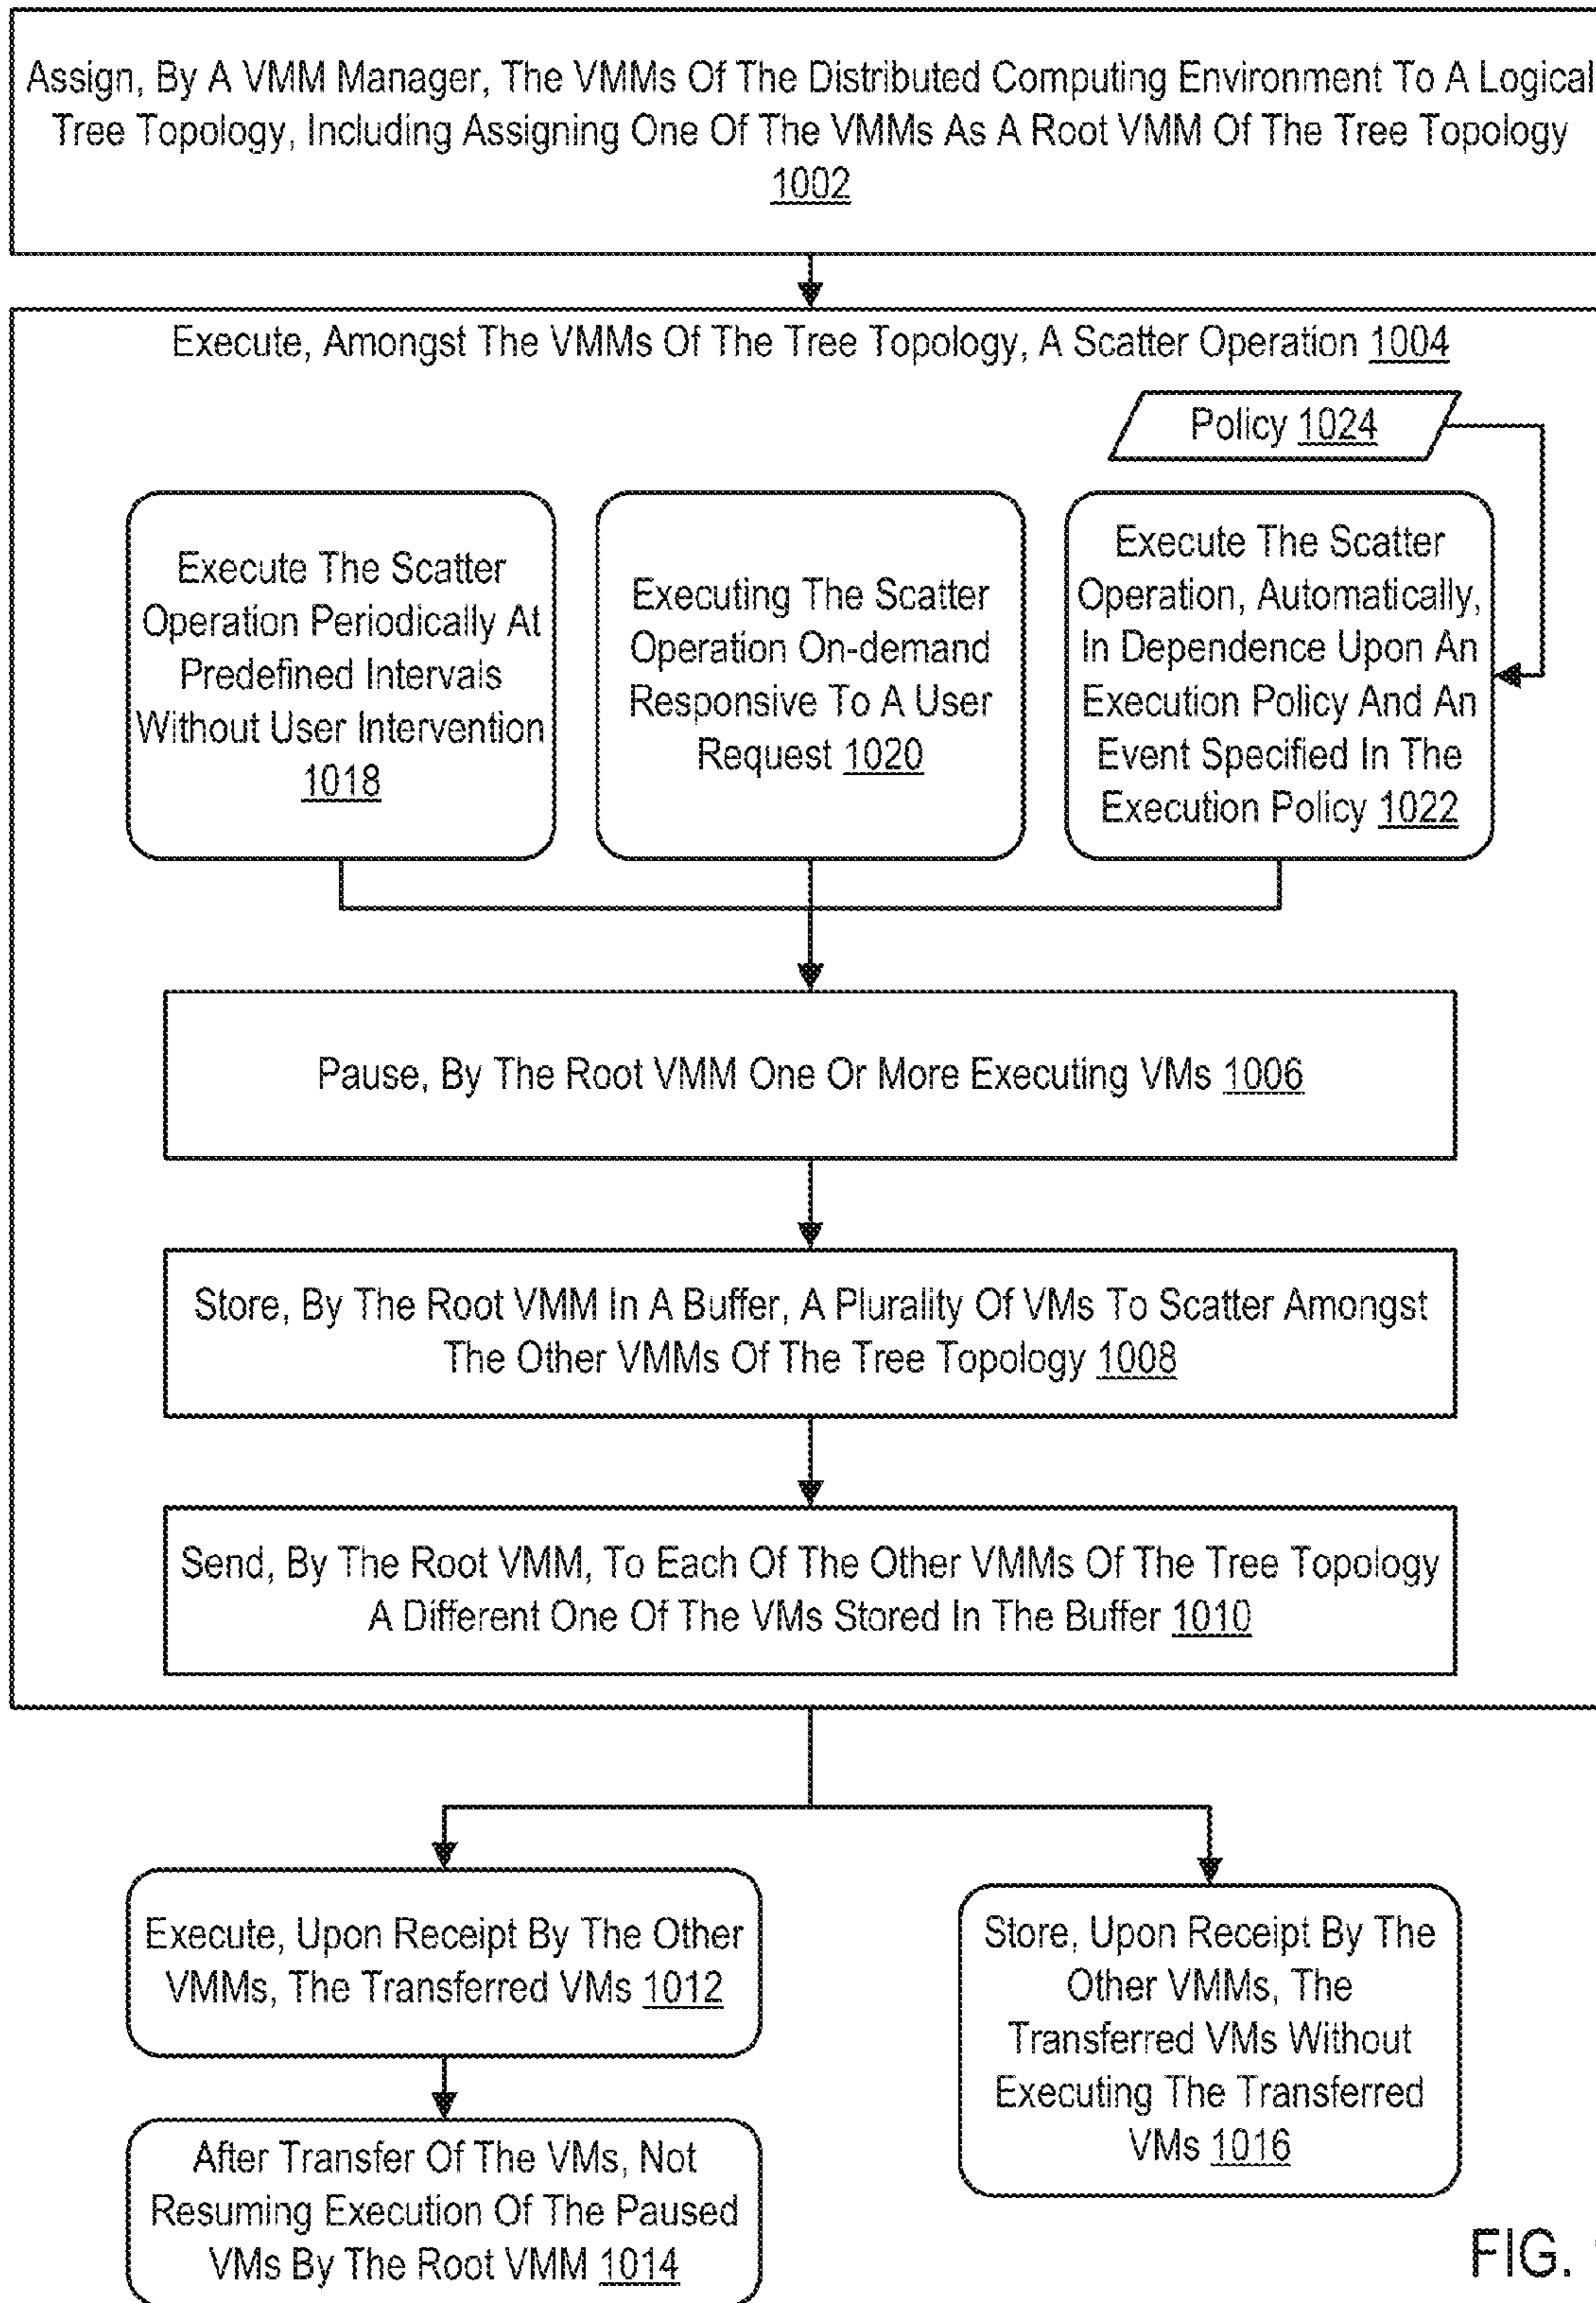 Assign, By A VMM Manager, The VMMs Of The Distributed Computing Environment To A Logical
Tree Topology, Including Assigning One Of The VMMs As A Root VMM Of The Tree Topology
1002
Execute, Amongst The VMMs Of The Tree Topology, A Scatter Operation 1004
Policy 1024
Execute The Scatter
Operation Periodically At
Predefined Intervals
Without User Intervention
1018
Executing The Scatter
Operation On-demand
Responsive To A User
Request 1020
Execute The Scatter
Operation, Automatically,
In Dependence Upon An
Execution Policy And An
Event Specified In The
Execution Policy 1022
Pause, By The Root VMM One Or More Executing VMs 1006
Store, By The Root VMM In A Buffer, A Plurality Of VMs To Scatter Amongst
The Other VMMs Of The Tree Topology 1008
Send, By The Root VMM, To Each Of The Other VMMs Of The Tree Topology
A Different One Of The VMs Stored In The Buffer 1010
Execute, Upon Receipt By The Other
VMMs, The Transferred VMs 1012
After Transfer Of The VMs, Not
Resuming Execution Of The Paused
VMs By The Root VMM 1014
Store, Upon Receipt By The
Other VMMs, The
Transferred VMs Without
Executing The Transferred
VMs 1016
FIG.